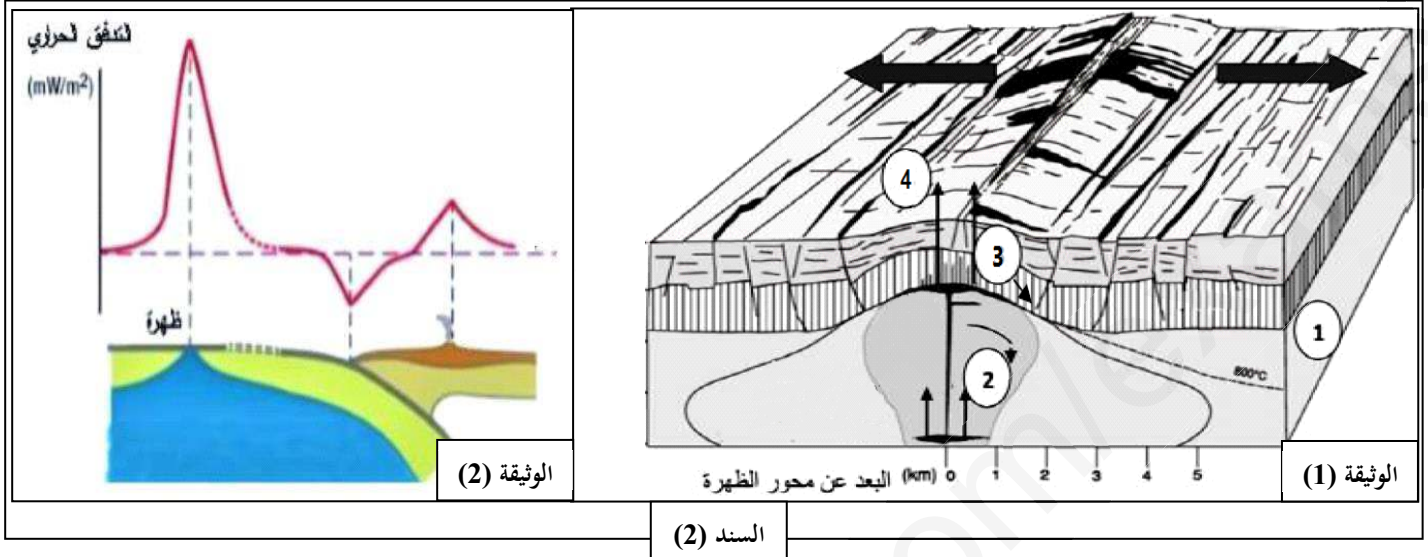 التدفق الحراري
(mW/m²)
ظهرة
الوثيقة (2)
4
3
1
2
600°C
البعد عن محور الظهرة (km) 0 1 2 3 4 5
الوثيقة (1)
السند (2)